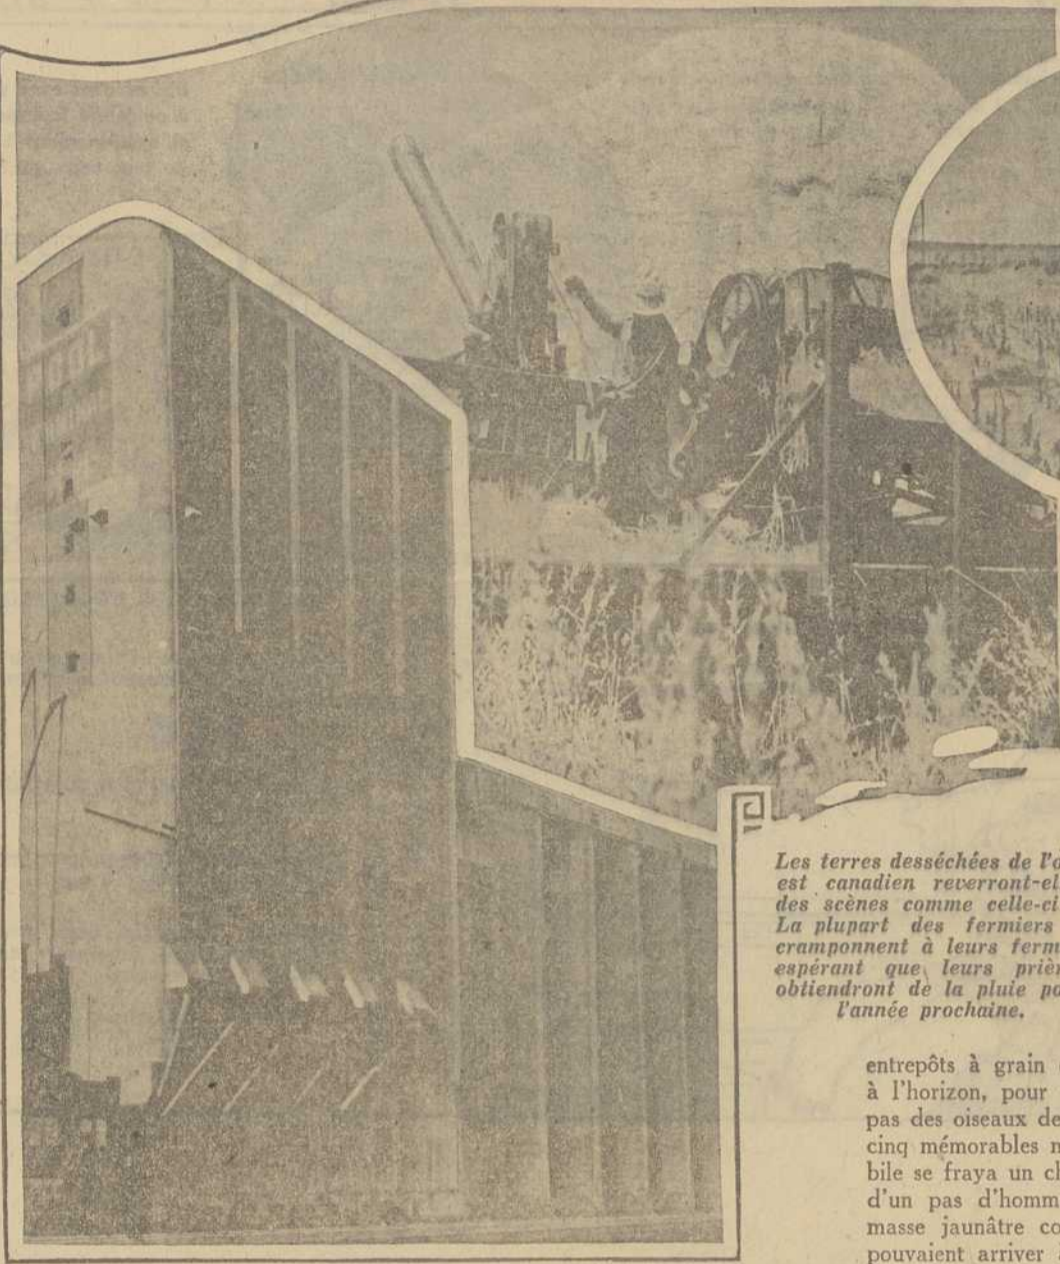 Les terres desséchées de l'o
est canadien reverront-el
des scènes comme celle-ci
La plupart des fermiers
cramponnent à leurs ferm
espérant que leurs prièr
obtiendront de la pluie po
l'année prochaine.
entrepôts à grain
à l'horizon, pour
pas des oiseaux de
cinq mémorables m
bile se fraya un cl
d'un pas d'homm
masse jaunâtre co
pouvaient arriver